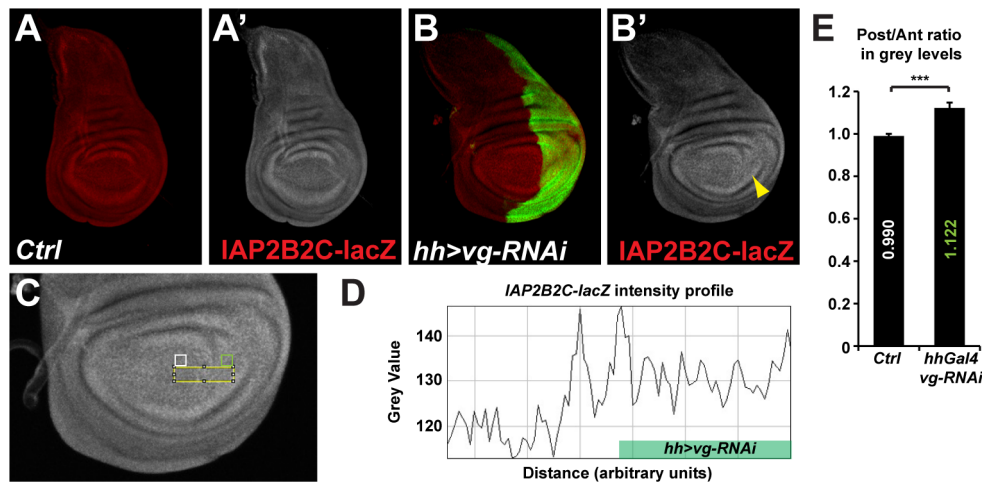 A
A'
B
B'
Ctrl
IAP2B2C-lacZ
hh>vg-RNAi
IAP2B2C-lacZ
C
D
IAP2B2C-lacZ intensity profile
Grey Value
140
130
120
hh>vg-RNAi
Distance (arbitrary units)
E
Post/Ant ratio
in grey levels
***
1.2
1.0
0.8
0.6
0.4
0.2
0
0.990
1.122
Ctrl
hhGal4
vg-RNAi